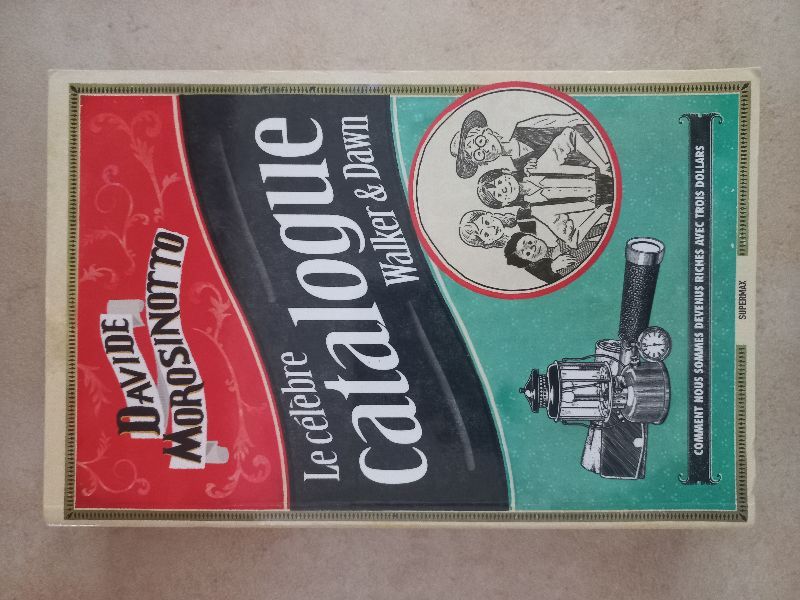 DAVIDE
MOROSINOTTO
Le célèbre
catalogue
Walker & Dawn
COMMENT NOUS SOMMES DEVENUS RICHES AVEC TROIS DOLLARS
SUPERMAX